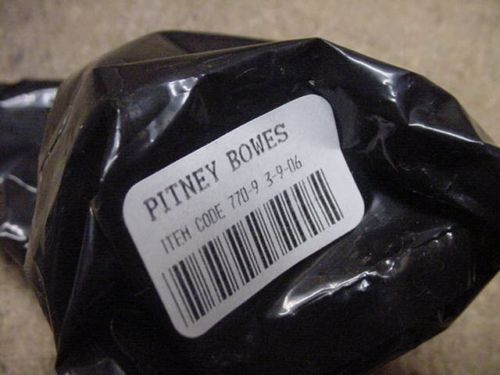 PITNEY BOWES
ITEM CODE 770-9 3-9-06